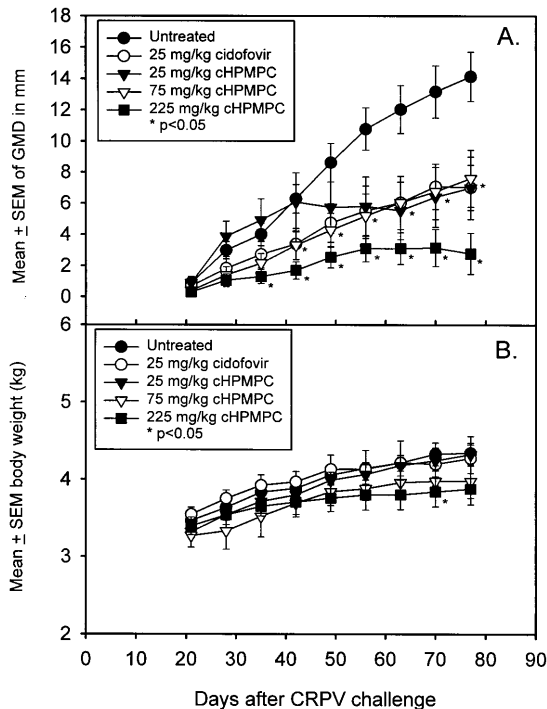 A.
Untreated
25 mg/kg cidofovir
25 mg/kg cHPMPC
75 mg/kg cHPMPC
225 mg/kg cHPMPC
* p<0.05
Mean ± SEM of GMD in mm
18
16
14
12
10
8
6
4
2
0
* * * * * *
* * * * * * *
B.
Untreated
25 mg/kg cidofovir
25 mg/kg cHPMPC
75 mg/kg cHPMPC
225 mg/kg cHPMPC
* p<0.05
Mean ± SEM body weight (kg)
6
5
4
3
2
*
0 10 20 30 40 50 60 70 80 90
Days after CRPV challenge